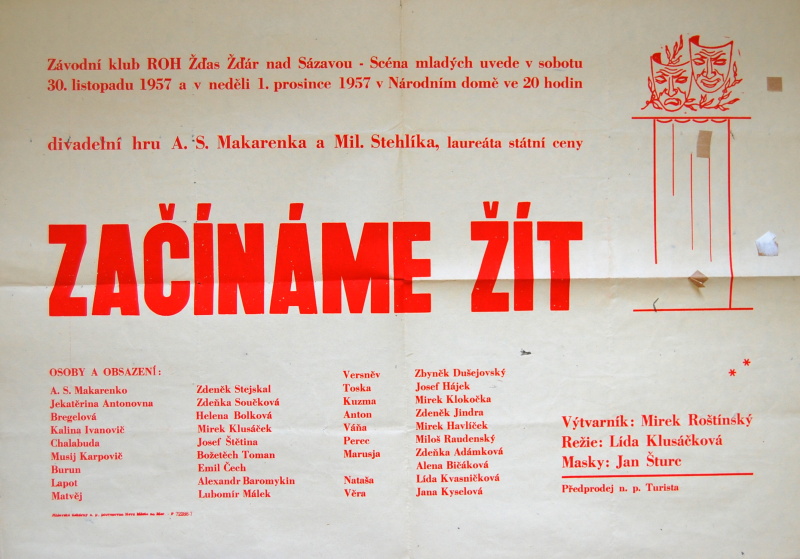 Závodní klub ROH Žďas Žďár nad Sázavou - Scéna mladých uvede v sobotu
30. listopadu 1957 a v neděli 1. prosince 1957 v Národním domě ve 20 hodin
divadelní hru A. S. Makarenka a Mil. Stehlíka, laureáta státní ceny
ZAČÍNÁME ŽÍT
OSOBY A OBSAZENÍ:
A. S. Makarenko Zdeněk Stejskal
Jekatěrina Antonovna Zdeňka Součková
Bregelová Helena Bolková
Kalina Ivanovič Mirek Klusáček
Chalabuda Josef Štětina
Musij Karpovič Božetěch Toman
Burun Emil Čech
Lapot Alexandr Baromykin
Matvěj Lubomír Málek
Versněv Zbyněk Dušejovský
Toska Josef Hájek
Kuzma Mirek Klokočka
Anton Zdeněk Jindra
Váňa Mirek Havlíček
Perec Miloš Raudenský
Marusja Zdeňka Adámková
Alena Bičáková
Nataša Lída Kvasničková
Věra Jana Kyselová
* *
Výtvarník: Mirek Roštínský
Režie: Lída Klusáčková
Masky: Jan Šturc
Předprodej n. p. Turista